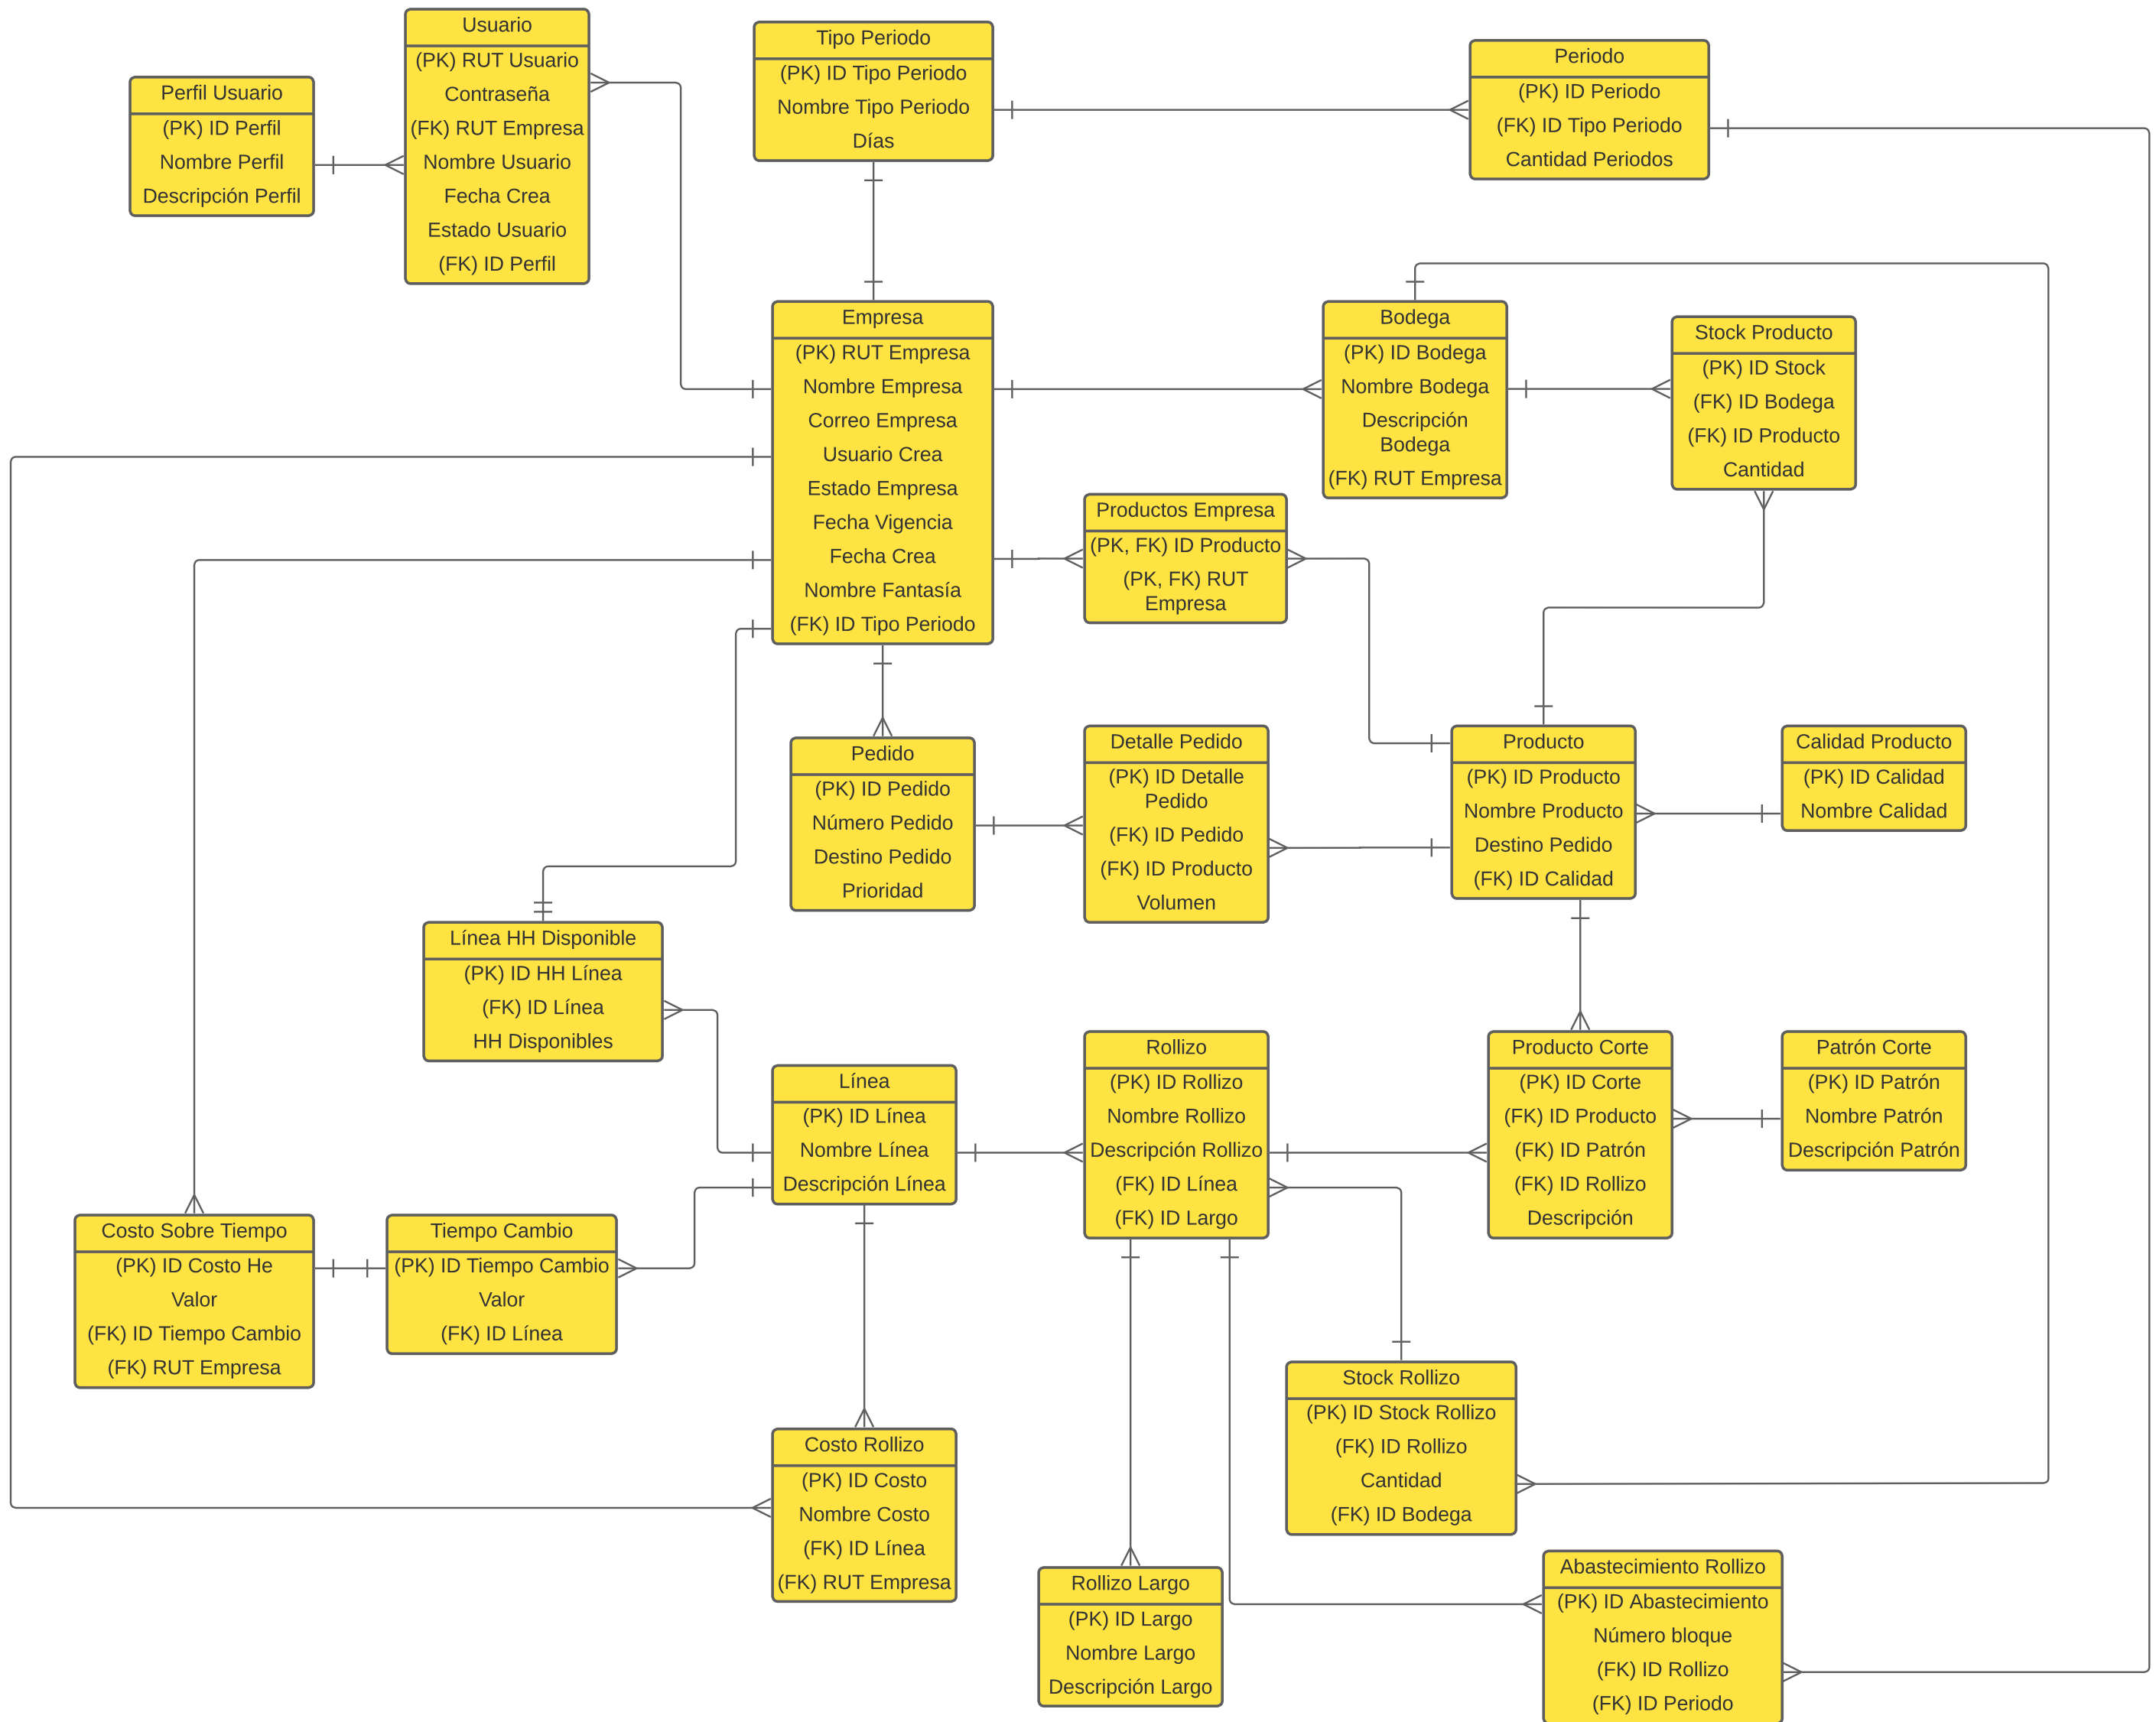 Usuario
(PK) RUT Usuario
Contraseña
(FK) RUT Empresa
Nombre Usuario
Fecha Crea
Estado Usuario
(FK) ID Perfil
Perfil Usuario
(PK) ID Perfil
Nombre Perfil
Descripción Perfil
Tipo Periodo
(PK) ID Tipo Periodo
Nombre Tipo Periodo
Días
Periodo
(PK) ID Periodo
(FK) ID Tipo Periodo
Cantidad Periodos
Empresa
(PK) RUT Empresa
Nombre Empresa
Correo Empresa
Usuario Crea
Estado Empresa
Fecha Vigencia
Fecha Crea
Nombre Fantasía
(FK) ID Tipo Periodo
Bodega
(PK) ID Bodega
Nombre Bodega
Descripción
Bodega
(FK) RUT Empresa
Stock Producto
(PK) ID Stock
(FK) ID Bodega
(FK) ID Producto
Cantidad
Productos Empresa
(PK, FK) ID Producto
(PK, FK) RUT
Empresa
Pedido
(PK) ID Pedido
Número Pedido
Destino Pedido
Prioridad
Detalle Pedido
(PK) ID Detalle
Pedido
(FK) ID Pedido
(FK) ID Producto
Volumen
Producto
(PK) ID Producto
Nombre Producto
Destino Pedido
(FK) ID Calidad
Calidad Producto
(PK) ID Calidad
Nombre Calidad
Línea HH Disponible
(PK) ID HH Línea
(FK) ID Línea
HH Disponibles
Línea
(PK) ID Línea
Nombre Línea
Descripción Línea
Rollizo
(PK) ID Rollizo
Nombre Rollizo
Descripción Rollizo
(FK) ID Línea
(FK) ID Largo
Producto Corte
(PK) ID Corte
(FK) ID Producto
(FK) ID Patrón
(FK) ID Rollizo
Descripción
Patrón Corte
(PK) ID Patrón
Nombre Patrón
Descripción Patrón
Costo Sobre Tiempo
(PK) ID Costo He
Valor
(FK) ID Tiempo Cambio
(FK) RUT Empresa
Tiempo Cambio
(PK) ID Tiempo Cambio
Valor
(FK) ID Línea
Costo Rollizo
(PK) ID Costo
Nombre Costo
(FK) ID Línea
(FK) RUT Empresa
Stock Rollizo
(PK) ID Stock Rollizo
(FK) ID Rollizo
Cantidad
(FK) ID Bodega
Rollizo Largo
(PK) ID Largo
Nombre Largo
Descripción Largo
Abastecimiento Rollizo
(PK) ID Abastecimiento
Número bloque
(FK) ID Rollizo
(FK) ID Periodo